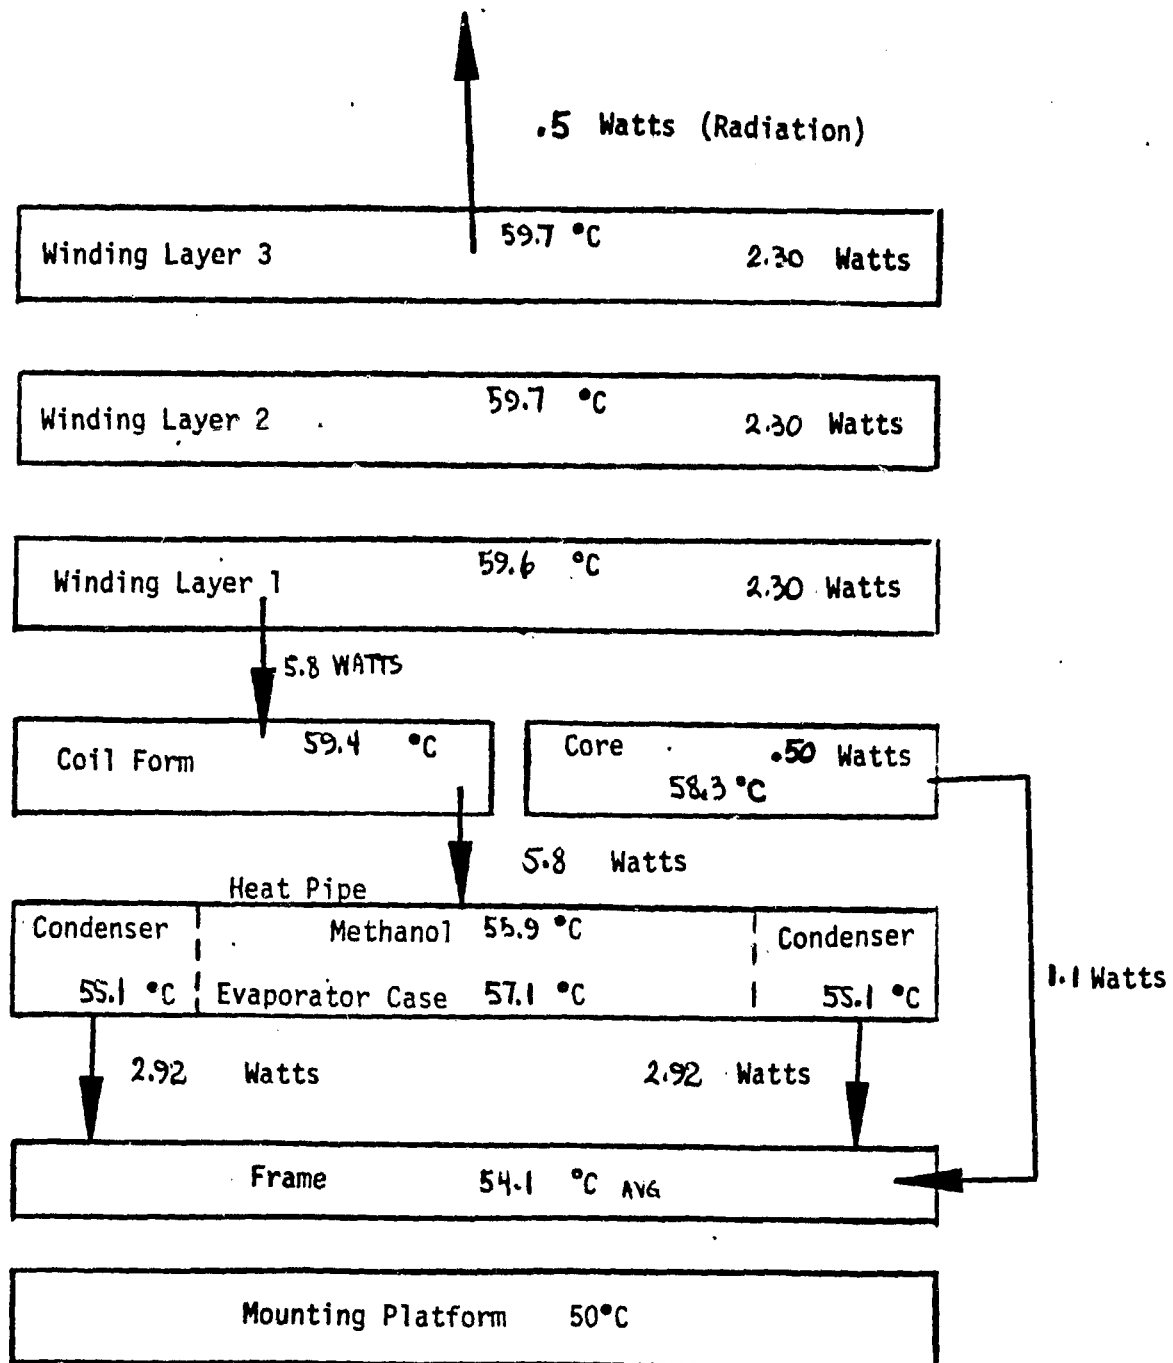 .5 Watts (Radiation)
59.7 °C
Winding Layer 3
2.30 Watts
59.7 °C
Winding Layer 2
2.30 Watts
59.6 °C
Winding Layer 1
2.30 Watts
5.8 WATTS
59.4 °C
Coil Form
Core .50 Watts
58.3 °C
5.8 Watts
Heat Pipe
Condenser
Methanol 55.9 °C
Condenser
55.1 °C
Evaporator Case 57.1 °C
55.1 °C
1.1 Watts
2.92 Watts
2.92 Watts
Frame 54.1 °C AVG
Mounting Platform 50°C